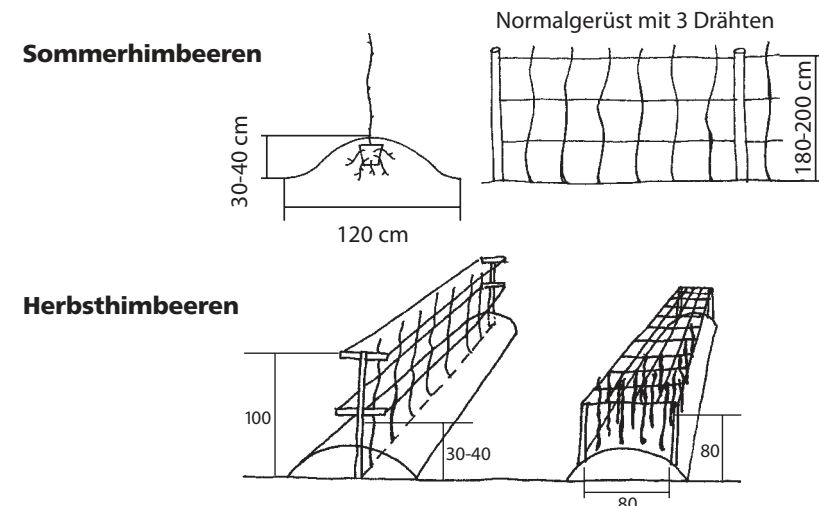 Normalgerüst mit 3 Drähten
Sommerhimbeeren
30-40 cm
120 cm
180-200 cm
Herbsthimbeeren
100
30-40
80
80